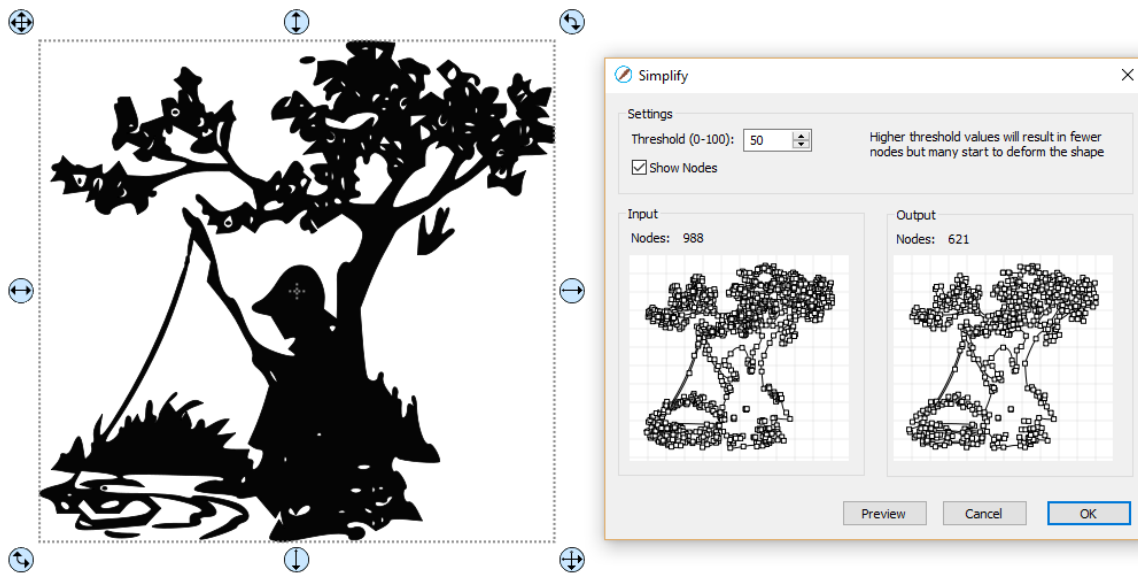 Simplify
Settings
Threshold (0-100): 50
Higher threshold values will result in fewer
nodes but many start to deform the shape
Show Nodes
Input
Nodes: 988
Output
Nodes: 621
Preview
Cancel
OK